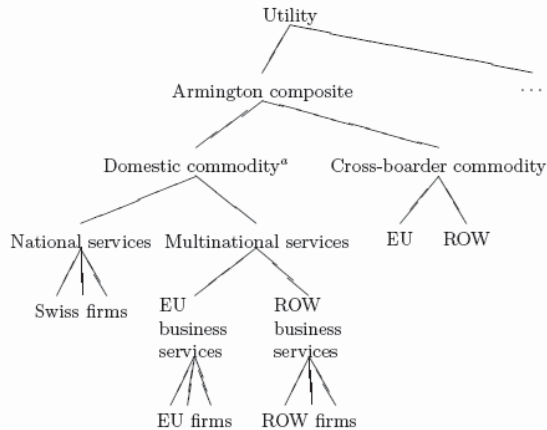 Utility
Armington composite
...
Domestic commodity^a
Cross-boarder commodity
National services
Multinational services
EU
ROW
Swiss firms
EU
business
services
ROW
business
services
EU firms
ROW firms